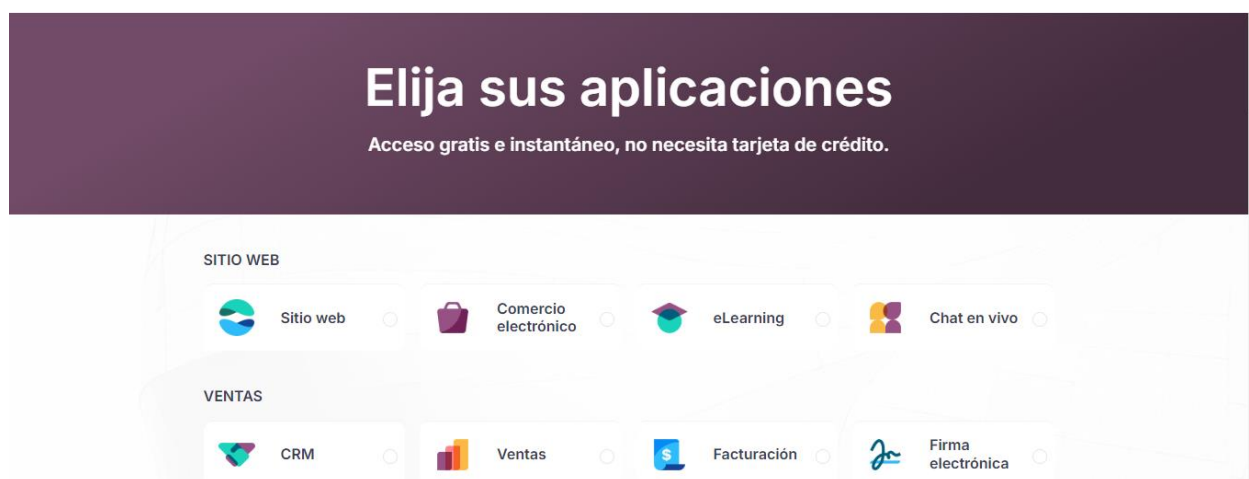 Elija sus aplicaciones
Acceso gratis e instantáneo, no necesita tarjeta de crédito.
SITIO WEB
Sitio web
Comercio
electrónico
eLearning
Chat en vivo
VENTAS
CRM
Ventas
$
Facturación
Firma
electrónica